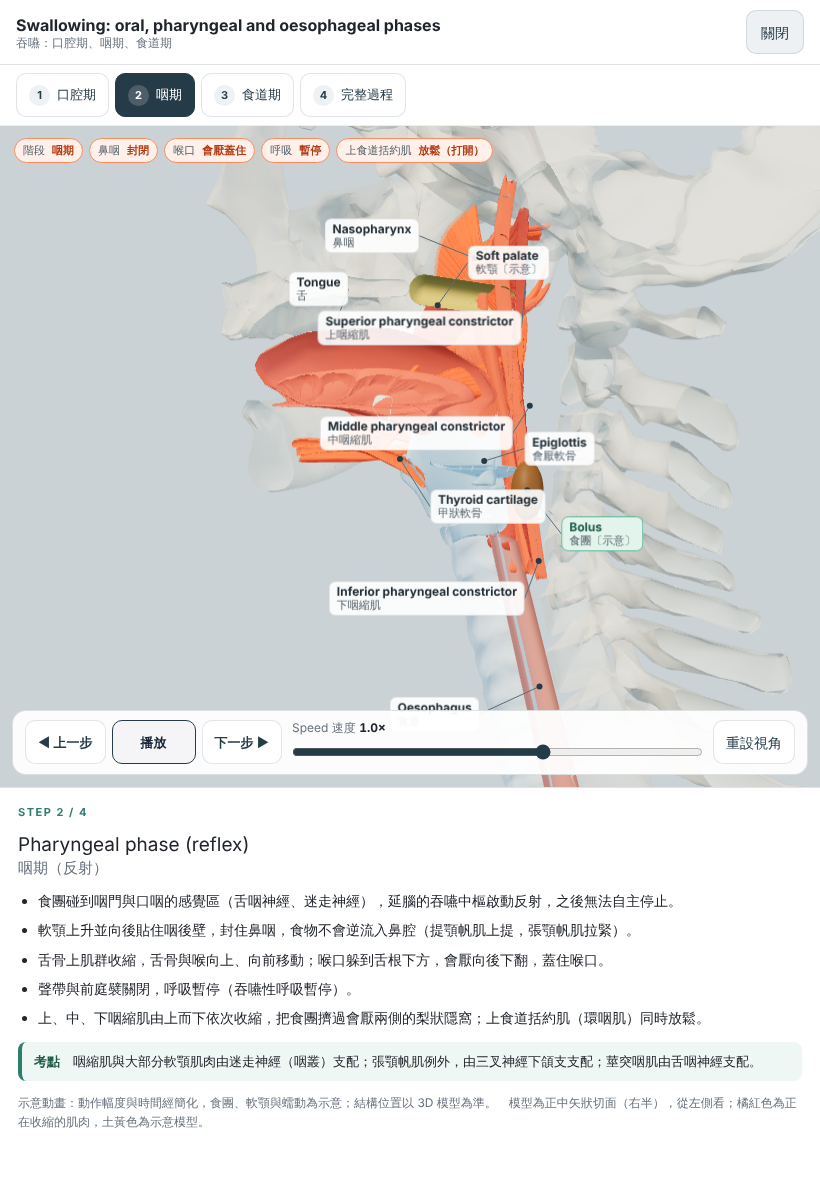 Swallowing: oral, pharyngeal and oesophageal phases
吞嚥：口腔期、咽期、食道期
關閉
1 口腔期
2 咽期
3 食道期
4 完整過程
階段 咽期
鼻咽 封閉
喉口 會厭蓋住
呼吸 暫停
上食道括約肌 放鬆（打開）
Nasopharynx
鼻咽
Soft palate
軟顎〔示意〕
Tongue
舌
Superior pharyngeal constrictor
上咽縮肌
Middle pharyngeal constrictor
中咽縮肌
Epiglottis
會厭軟骨
Thyroid cartilage
甲狀軟骨
Bolus
食團〔示意〕
Inferior pharyngeal constrictor
下咽縮肌
Oesophagus
◀ 上一步
播放
下一步 ▶
Speed 速度 1.0×
重設視角
STEP 2 / 4
Pharyngeal phase (reflex)
咽期（反射）
• 食團碰到咽門與口咽的感覺區（舌咽神經、迷走神經），延腦的吞嚥中樞啟動反射，之後無法自主停止。
• 軟顎上升並向後貼住咽後壁，封住鼻咽，食物不會逆流入鼻腔（提顎帆肌上提，張顎帆肌拉緊）。
• 舌骨上肌群收縮，舌骨與喉向上、向前移動；喉口躲到舌根下方，會厭向後下翻，蓋住喉口。
• 聲帶與前庭襞關閉，呼吸暫停（吞嚥性呼吸暫停）。
• 上、中、下咽縮肌由上而下依次收縮，把食團擠過會厭兩側的梨狀隱窩；上食道括約肌（環咽肌）同時放鬆。
考點 咽縮肌與大部分軟顎肌肉由迷走神經（咽叢）支配；張顎帆肌例外，由三叉神經下頜支支配；莖突咽肌由舌咽神經支配。
示意動畫：動作幅度與時間經簡化，食團、軟顎與蠕動為示意；結構位置以 3D 模型為準。 模型為正中矢狀切面（右半），從左側看；橘紅色為正
在收縮的肌肉，土黃色為示意模型。